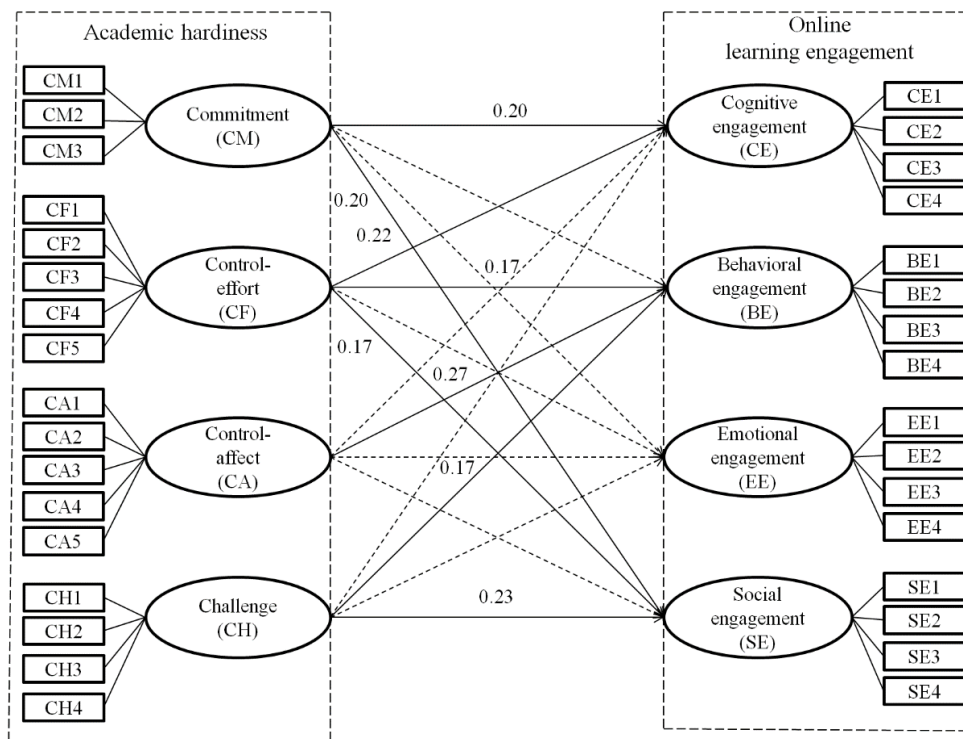 Academic hardiness
Online
learning engagement
CM1
CM2
CM3
Commitment
(CM)
CF1
CF2
CF3
CF4
CF5
Control-
effort
(CF)
CA1
CA2
CA3
CA4
CA5
Control-
affect
(CA)
CH1
CH2
CH3
CH4
Challenge
(CH)
0.20
0.20
0.22
0.17
0.17
0.27
0.17
0.23
Cognitive
engagement
(CE)
CE1
CE2
CE3
CE4
Behavioral
engagement
(BE)
BE1
BE2
BE3
BE4
Emotional
engagement
(EE)
EE1
EE2
EE3
EE4
Social
engagement
(SE)
SE1
SE2
SE3
SE4